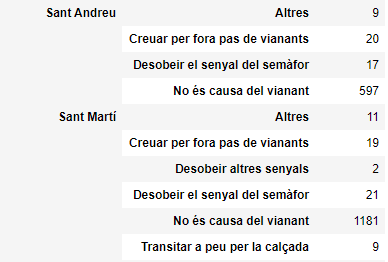 Sant Andreu Altres 9
Creuar per fora pas de vianants 20
Desobeir el senyal del semàfor 17
No és causa del vianant 597
Sant Martí Altres 11
Creuar per fora pas de vianants 19
Desobeir altres senyals 2
Desobeir el senyal del semàfor 21
No és causa del vianant 1181
Transitar a peu per la calçada 9